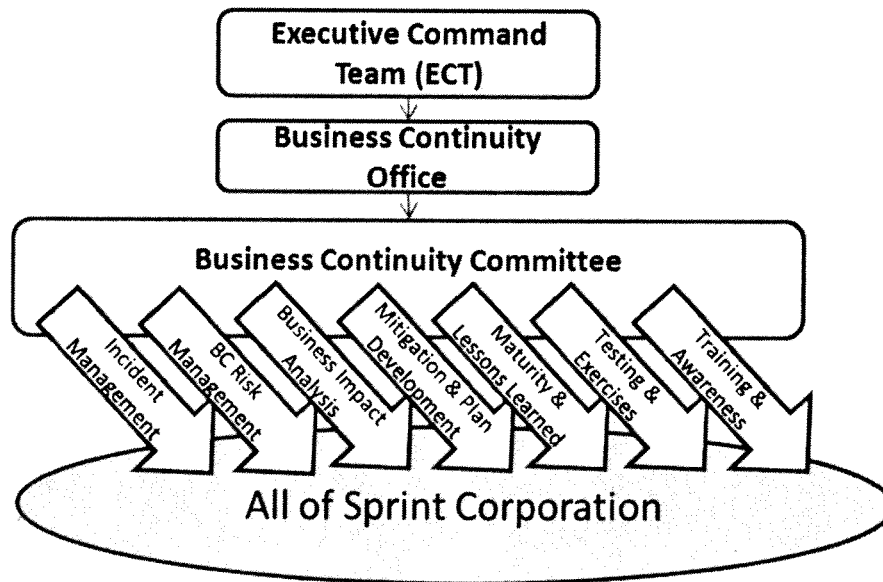 Executive Command
Team (ECT)
Business Continuity
Office
Business Continuity Committee
Incident
Management
BC Risk
Management
Business Impact
Analysis
Mitigation & Plan
Development
Maturity &
Lessons Learned
Testing &
Exercises
Training &
Awareness
All of Sprint Corporation